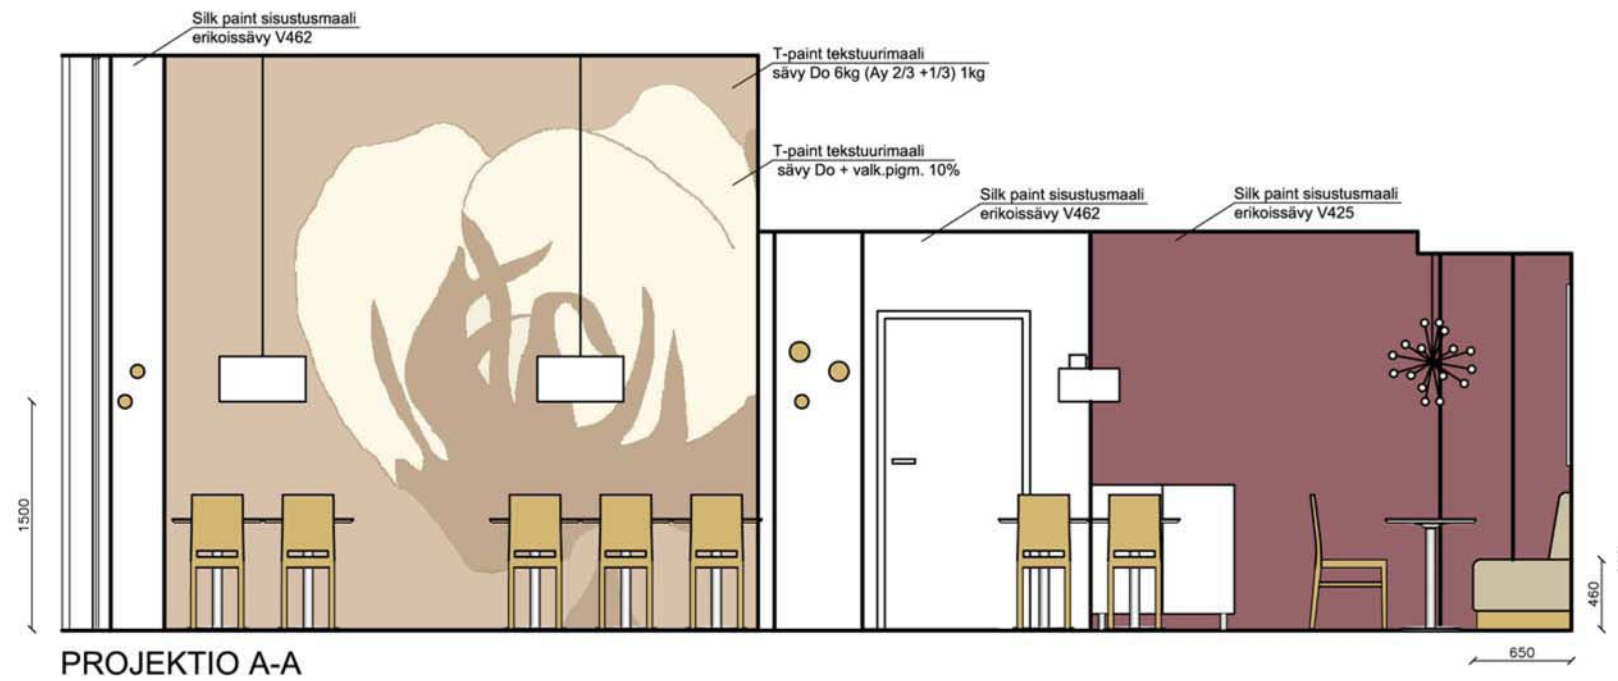 Silk paint sisustusmaali
erikoissävy V462
T-paint tekstuurimaali
sävy Do 6kg (Ay 2/3 +1/3) 1kg
T-paint tekstuurimaali
sävy Do + valk.pigm. 10%
Silk paint sisustusmaali
erikoissävy V462
Silk paint sisustusmaali
erikoissävy V425
1500
460
650
PROJEKTIO A-A